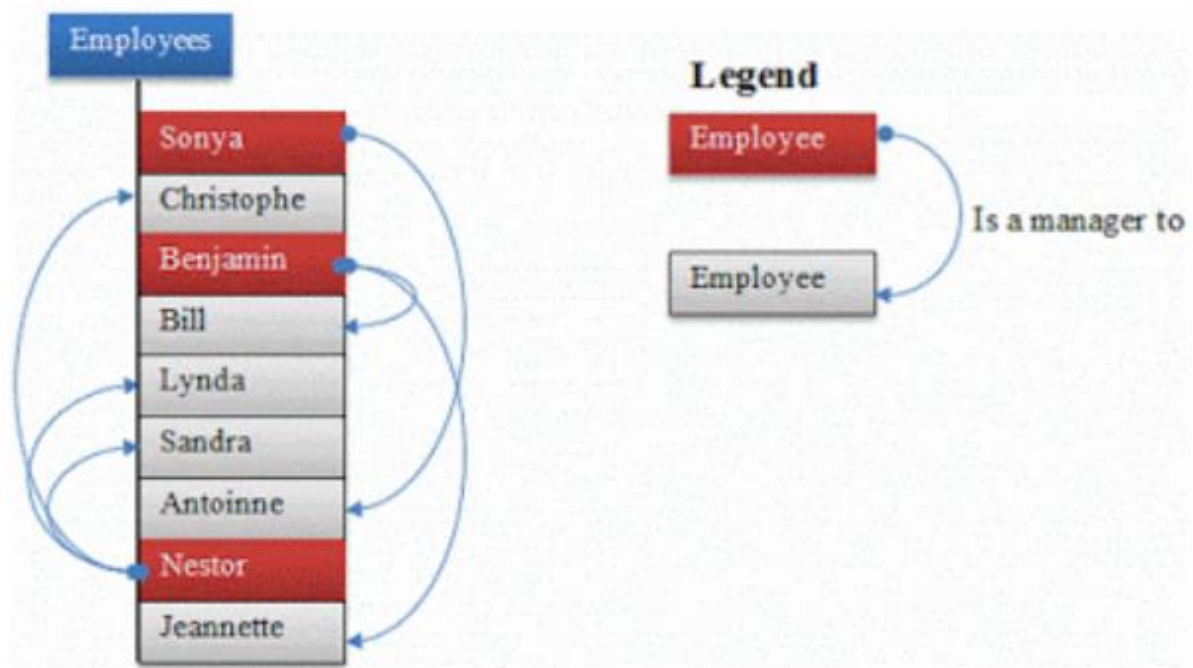 Employees
Sonya
Christophe
Benjamin
Bill
Lynda
Sandra
Antoinne
Nestor
Jeannette
Legend
Employee
Is a manager to
Employee